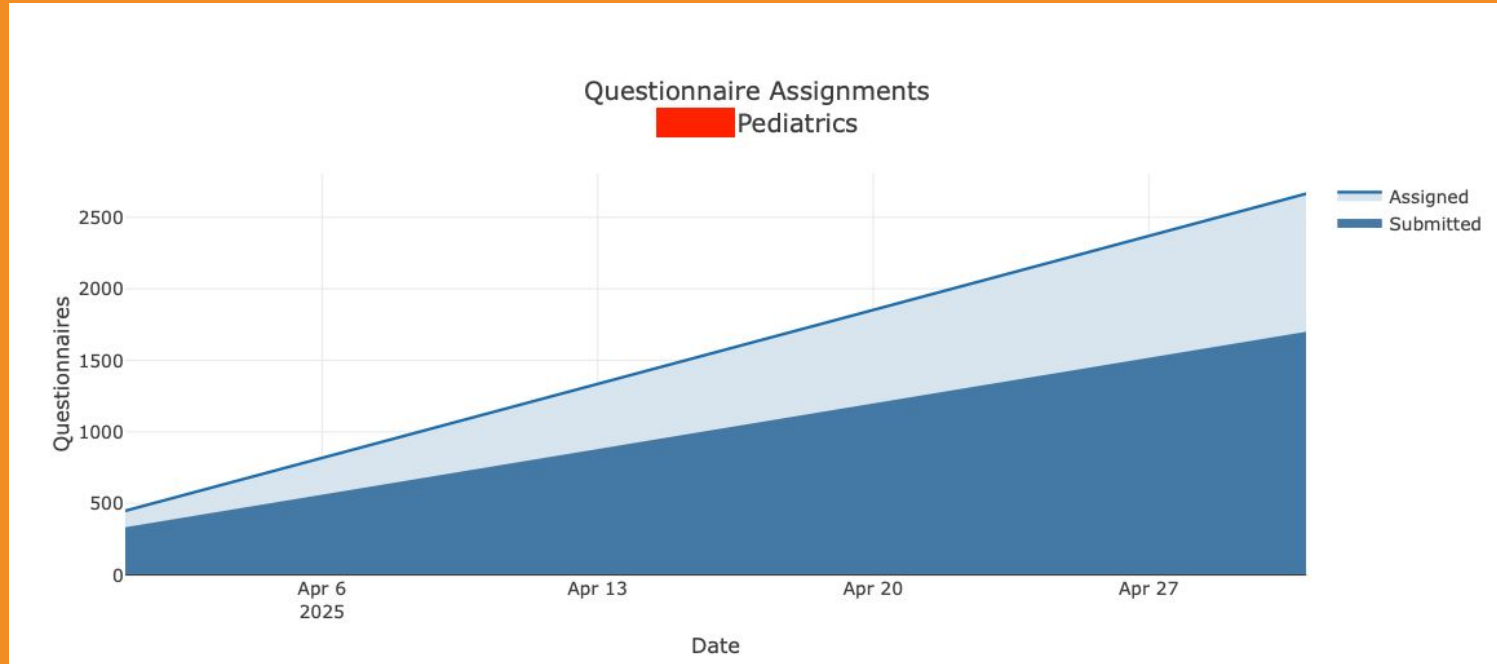 Questionnaire Assignments
Pediatrics
Assigned
Submitted
Questionnaires
2500
2000
1500
1000
500
0
Apr 6
2025
Apr 13
Apr 20
Apr 27
Date